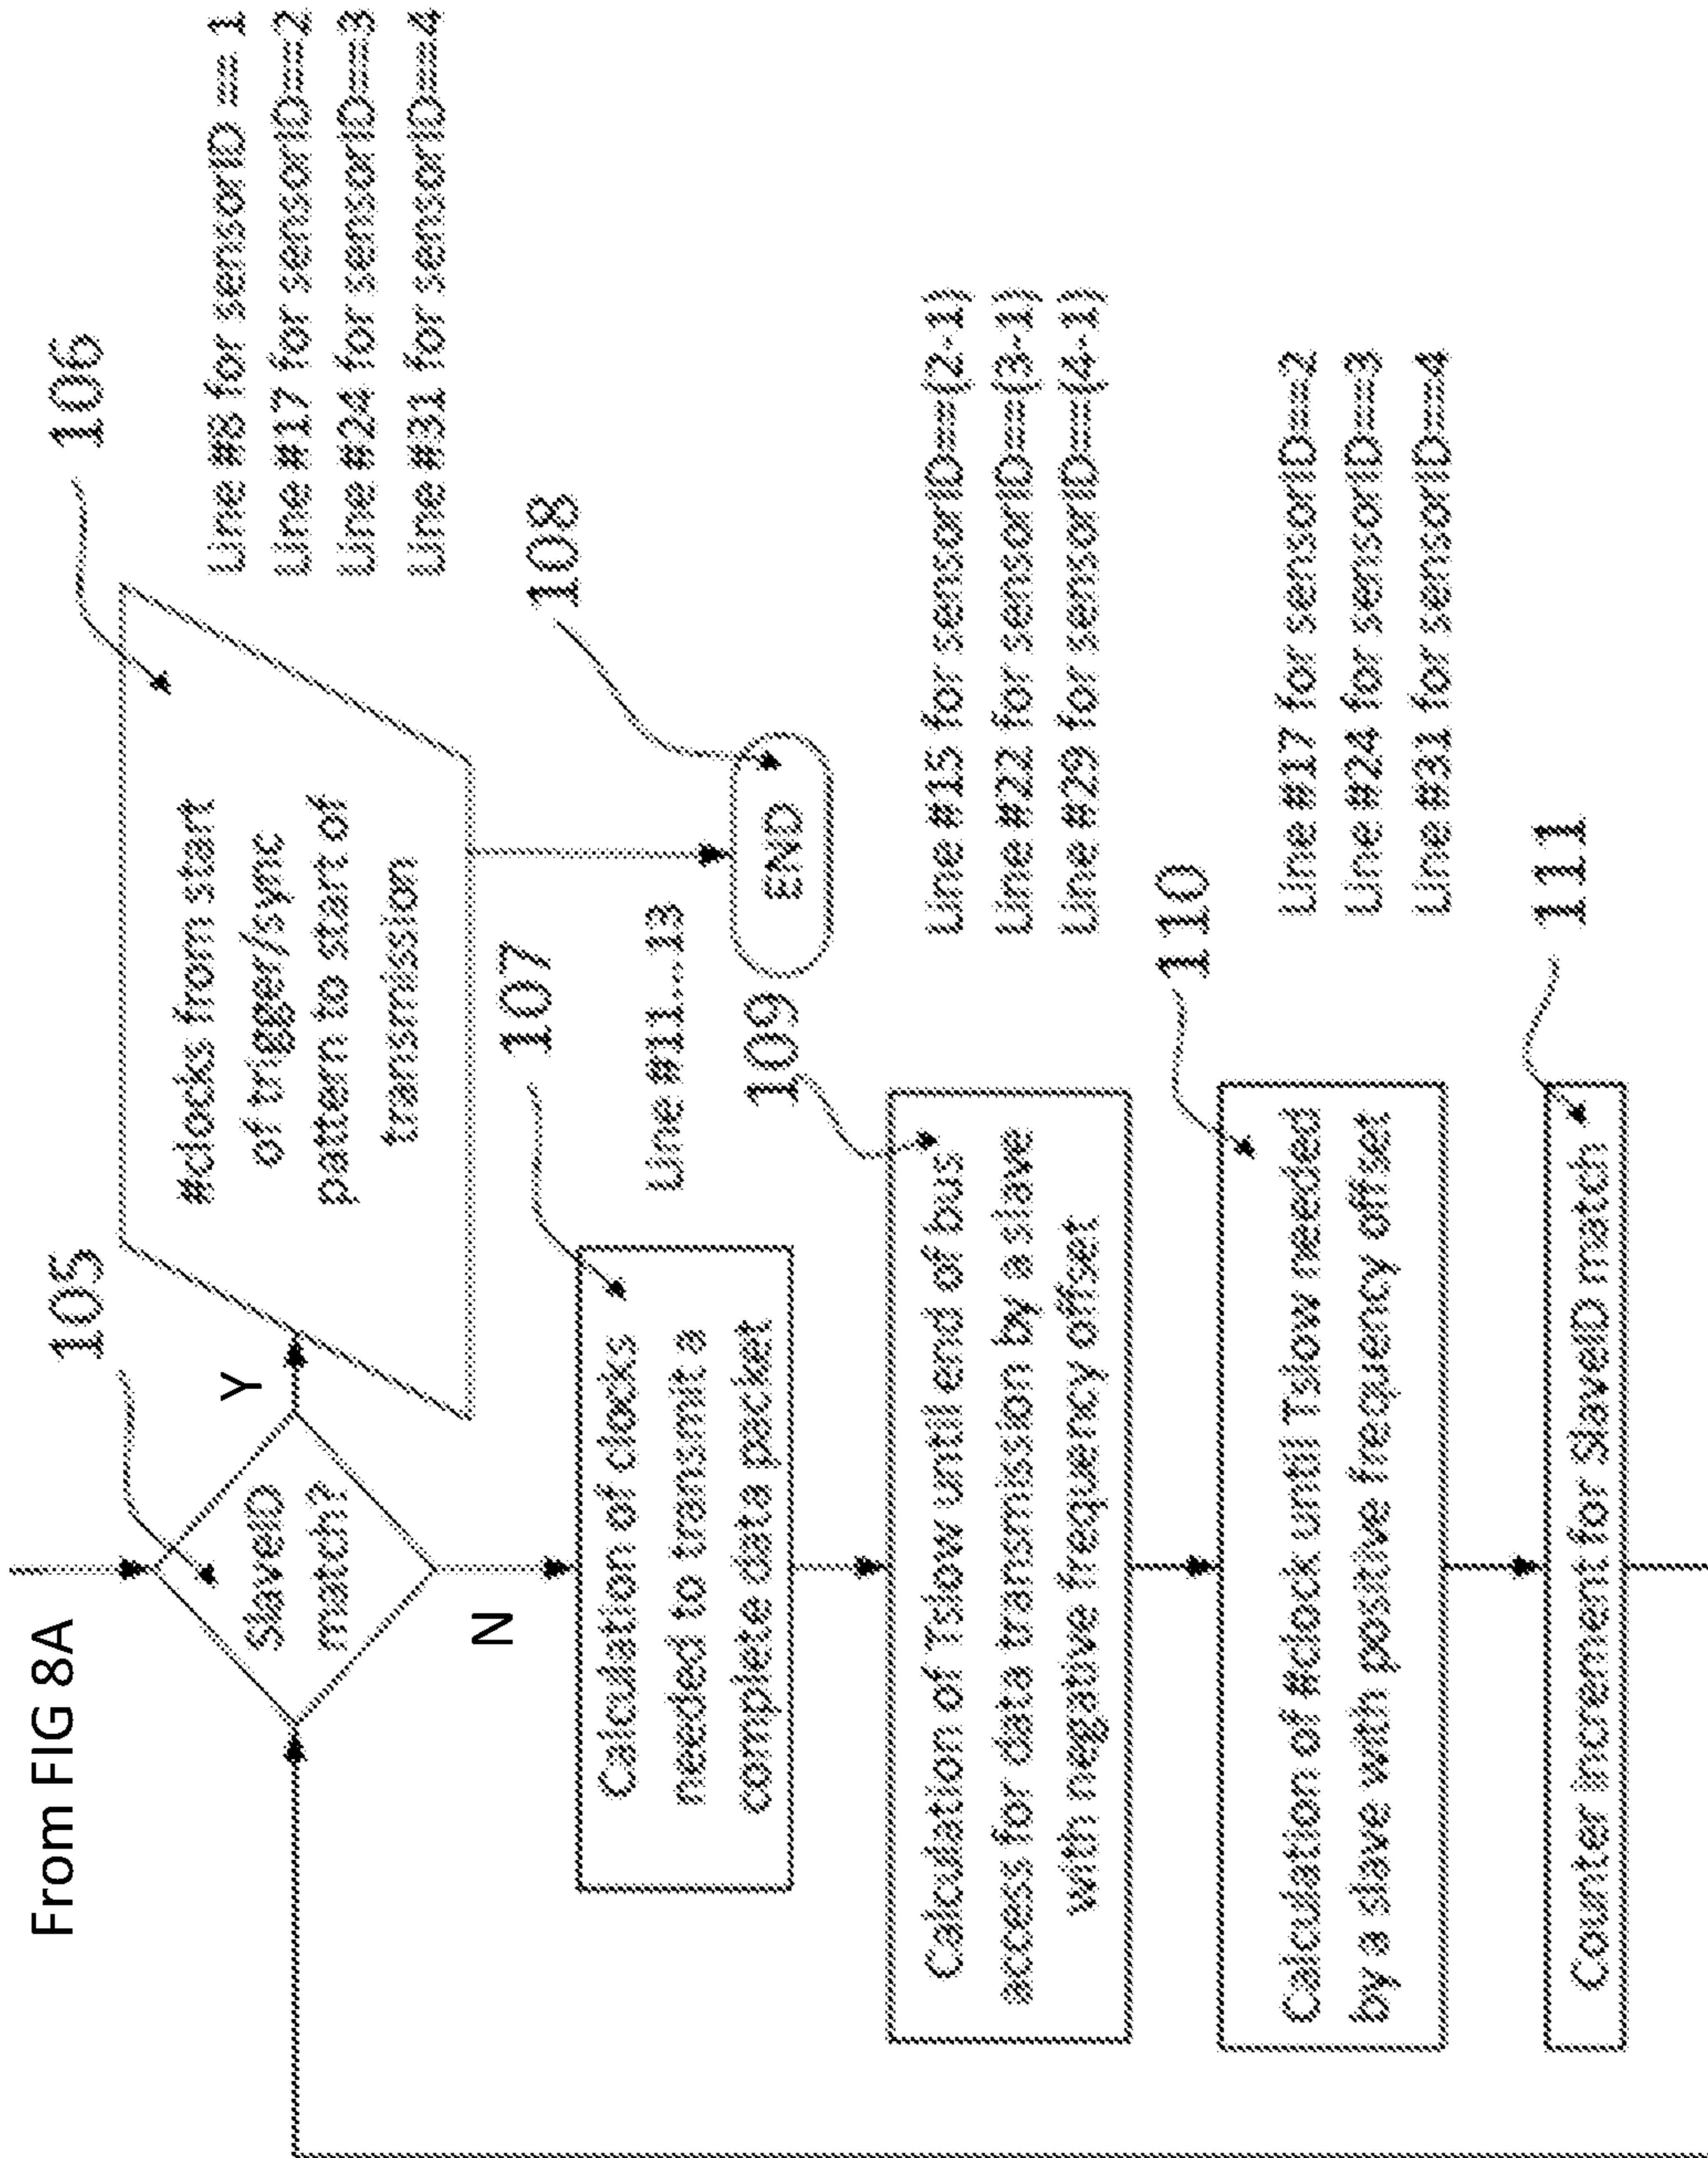 From FIG 8A
105
SlaveID
match?
Y
106
#clocks from start
of trigger/sync
pattern to start of
transmission
Line #8 for sensorID == 1
Line #17 for sensorID==2
Line #24 for sensorID==3
Line #31 for sensorID==4
N
107
Calculation of clocks
needed to transmit a
complete data packet
Line #11...13
108
END
109
Calculation of Tslow until end of bus
access for data transmission by a slave
with negative frequency offset
Line #15 for sensorID==(2-1)
Line #22 for sensorID==(3-1)
Line #29 for sensorID==(4-1)
110
Calculation of #clock until Tslow needed
by a slave with positive frequency offset
Line #17 for sensorID==2
Line #24 for sensorID==3
Line #31 for sensorID==4
111
Counter increment for SlaveID match